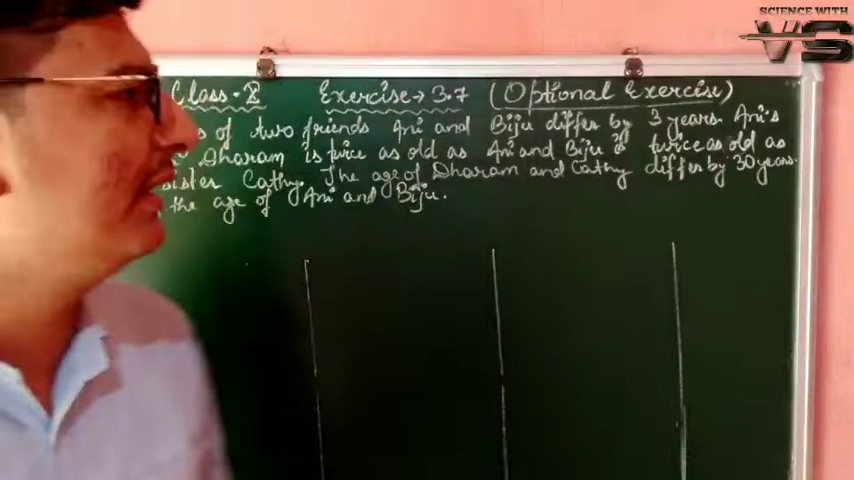 SCIENCE WITH
VS
Class - X Exercise → 3.7 (Optional Exercise)
s of two friends Ani and Biju differ by 3 years. Ani's
Dharam is twice as old as Ani and Biju is twice as old as
sister Cathy. The age of Dharam and Cathy differ by 30 years.
the age of Ani and Biju.